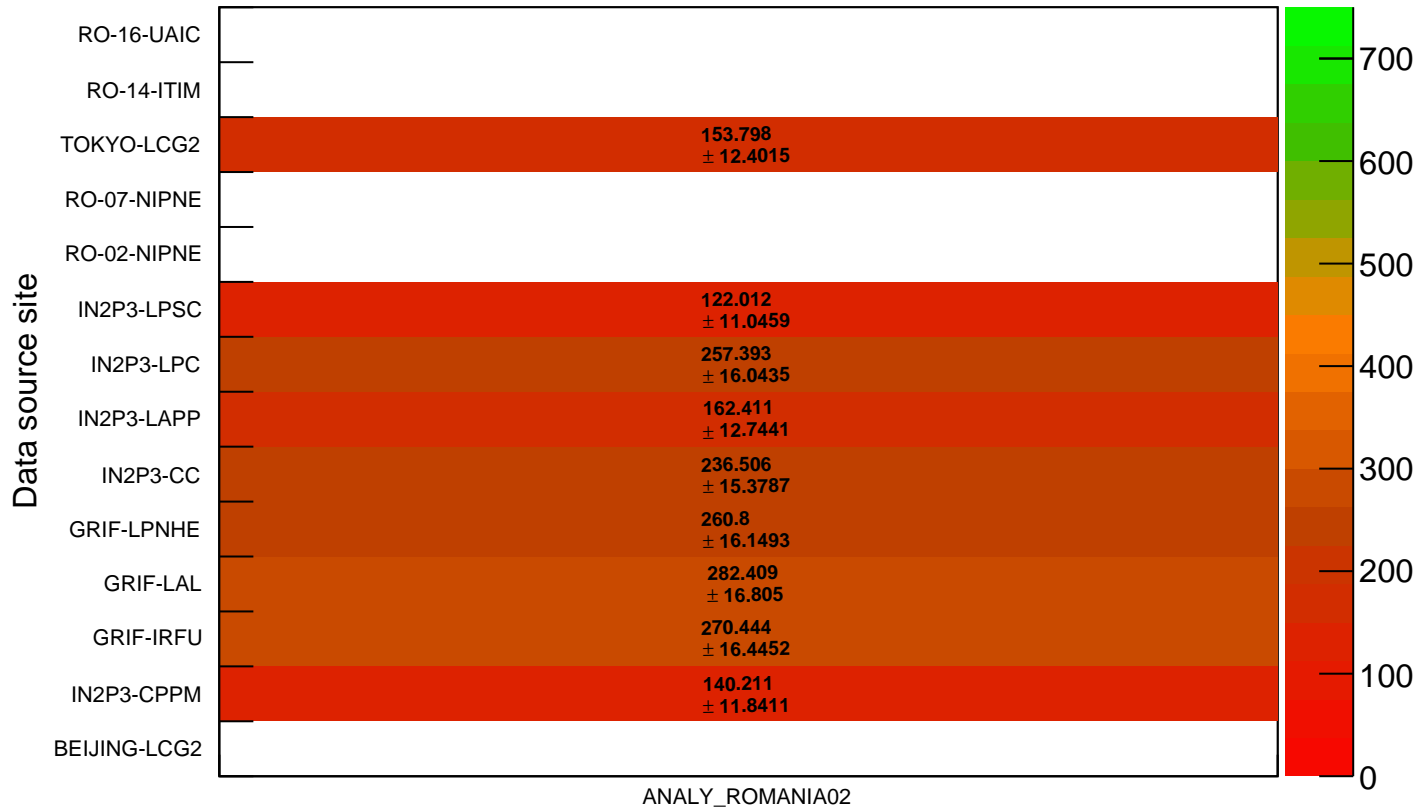 RO-16-UAIC
RO-14-ITIM
TOKYO-LCG2
153.798
± 12.4015
RO-07-NIPNE
RO-02-NIPNE
IN2P3-LPSC
122.012
± 11.0459
IN2P3-LPC
257.393
± 16.0435
IN2P3-LAPP
162.411
± 12.7441
IN2P3-CC
236.506
± 15.3787
GRIF-LPNHE
260.8
± 16.1493
GRIF-LAL
282.409
± 16.805
GRIF-IRFU
270.444
± 16.4452
IN2P3-CPPM
140.211
± 11.8411
BEIJING-LCG2
Data source site
ANALY_ROMANIA02
700
600
500
400
300
200
100
0